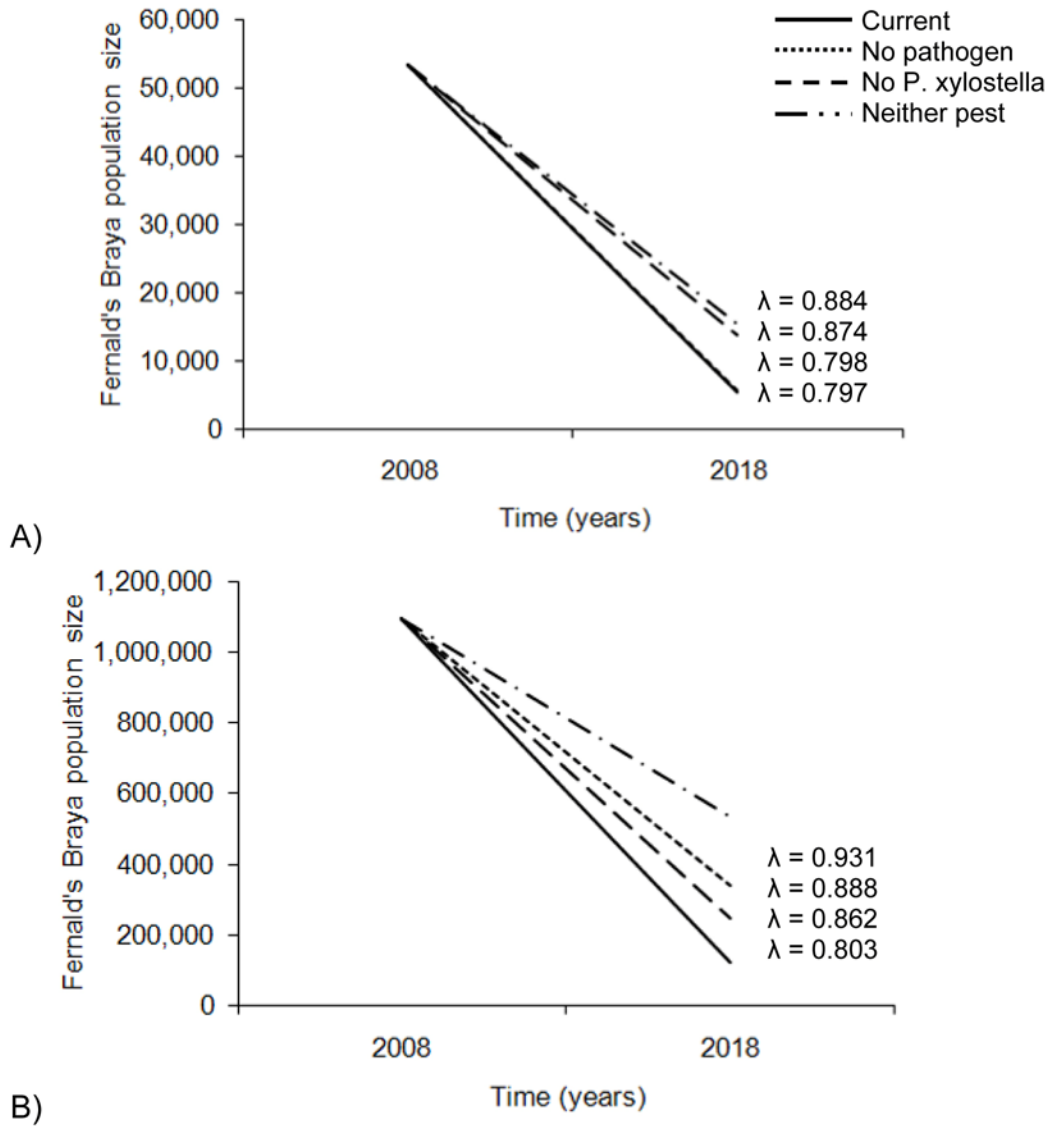 60,000
50,000
40,000
30,000
20,000
10,000
0
Fernald's Braya population size
Current
No pathogen
No P. xylostella
Neither pest
λ = 0.884
λ = 0.874
λ = 0.798
λ = 0.797
2008
2018
Time (years)
A)
1,200,000
1,000,000
800,000
600,000
400,000
200,000
0
Fernald's Braya population size
λ = 0.931
λ = 0.888
λ = 0.862
λ = 0.803
2008
2018
Time (years)
B)